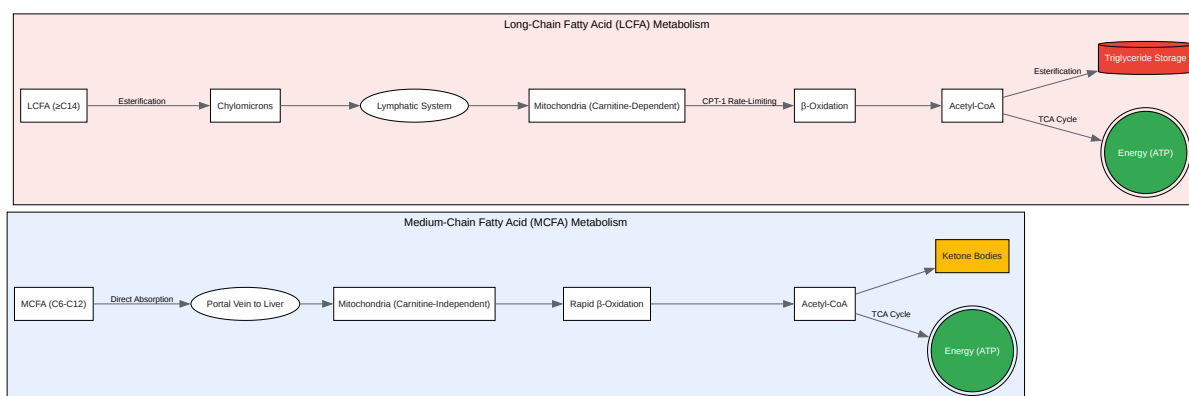 Long-Chain Fatty Acid (LCFA) Metabolism
LCFA (≥C14)
Esterification
Chylomicrons
Lymphatic System
Mitochondria (Carnitine-Dependent)
CPT-1 Rate-Limiting
β-Oxidation
Acetyl-CoA
Esterification
Triglyceride Storage
TCA Cycle
Energy (ATP)
Medium-Chain Fatty Acid (MCFA) Metabolism
MCFA (C6-C12)
Direct Absorption
Portal Vein to Liver
Mitochondria (Carnitine-Independent)
Rapid β-Oxidation
Acetyl-CoA
Ketone Bodies
TCA Cycle
Energy (ATP)